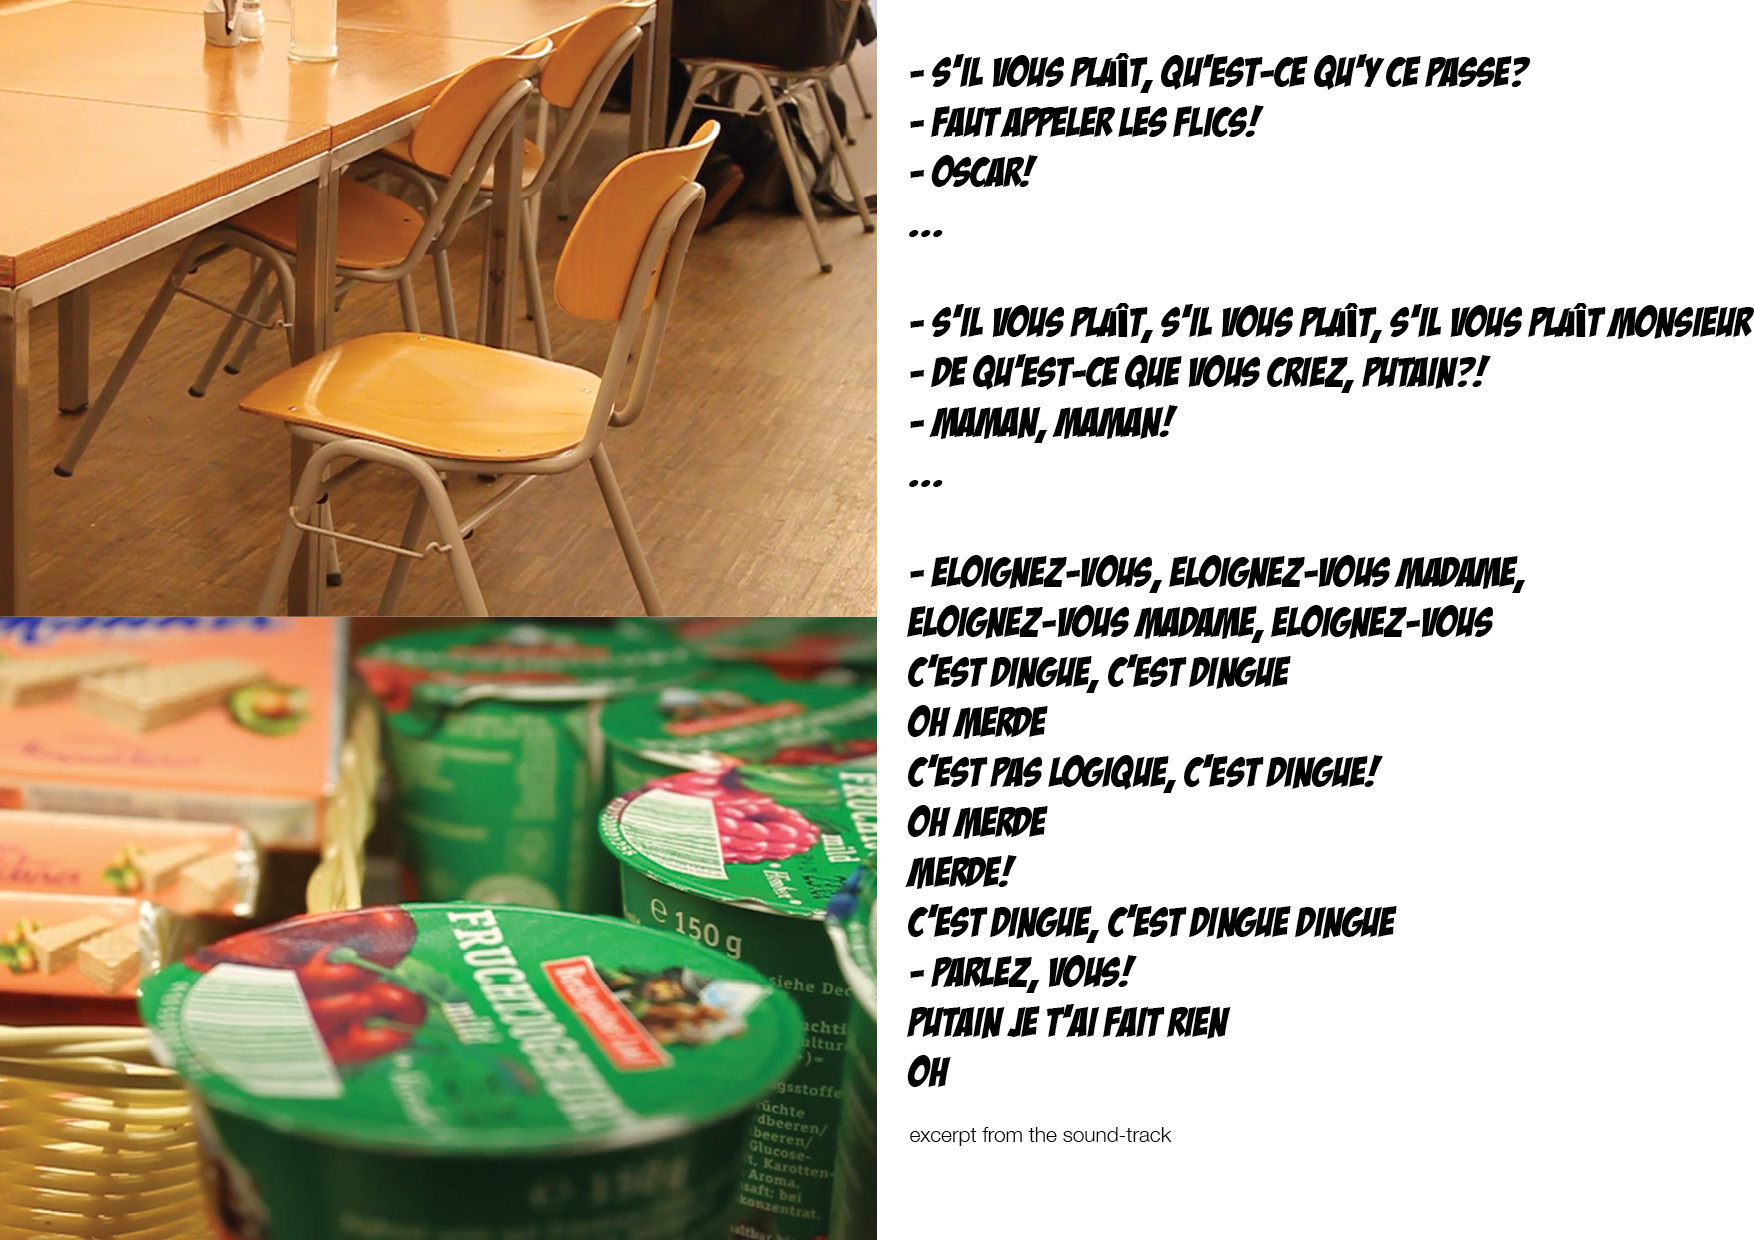 - S'IL VOUS PLAÎT, QU'EST-CE QU'Y CE PASSE?
- FAUT APPELER LES FLICS!
- OSCAR!
...
- S'IL VOUS PLAÎT, S'IL VOUS PLAÎT, S'IL VOUS PLAÎT MONSIEUR
- DE QU'EST-CE QUE VOUS CRIEZ, PUTAIN?!
- MAMAN, MAMAN!
...
- ELOIGNEZ-VOUS, ELOIGNEZ-VOUS MADAME,
ELOIGNEZ-VOUS MADAME, ELOIGNEZ-VOUS
C'EST DINGUE, C'EST DINGUE
OH MERDE
C'EST PAS LOGIQUE, C'EST DINGUE!
OH MERDE
MERDE!
C'EST DINGUE, C'EST DINGUE DINGUE
- PARLEZ, VOUS!
PUTAIN JE T'AI FAIT RIEN
OH
excerpt from the sound-track
mild
Himbeer
e 150 g
FRUCHTJOGHURT
mild
siehe Dec
gsstoffe
rüchte
dbeeren/
beeren/
Glucose-
t, Karotten-
Aroma.
saft; bei
konzentrat.
e 150g